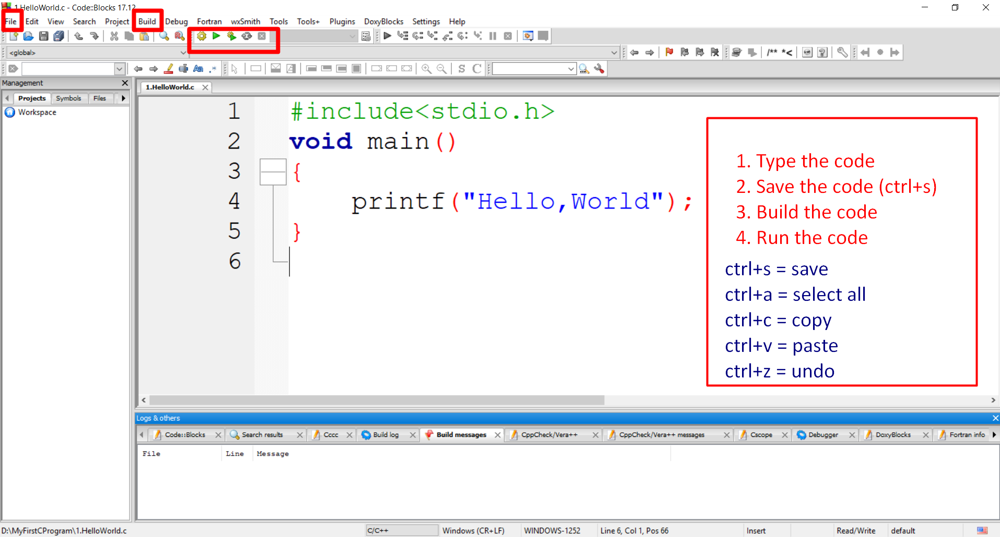 1.HelloWorld.c - Code::Blocks 17.12
File Edit View Search Project Build Debug Fortran wxSmith Tools Tools+ Plugins DoxyBlocks Settings Help
<global>
/** *<
S C
Management
Projects Symbols Files
Workspace
1.HelloWorld.c
1 #include<stdio.h>
2 void main()
3 {
4 printf("Hello,World");
5 }
6
1. Type the code
2. Save the code (ctrl+s)
3. Build the code
4. Run the code
ctrl+s = save
ctrl+a = select all
ctrl+c = copy
ctrl+v = paste
ctrl+z = undo
Logs & others
Code::Blocks Search results Cccc Build log Build messages CppCheck/Vera++ CppCheck/Vera++ messages Cscope Debugger DoxyBlocks Fortran info
File Line Message
D:\MyFirstCProgram\1.HelloWorld.c C/C++ Windows (CR+LF) WINDOWS-1252 Line 6, Col 1, Pos 66 Insert Read/Write default